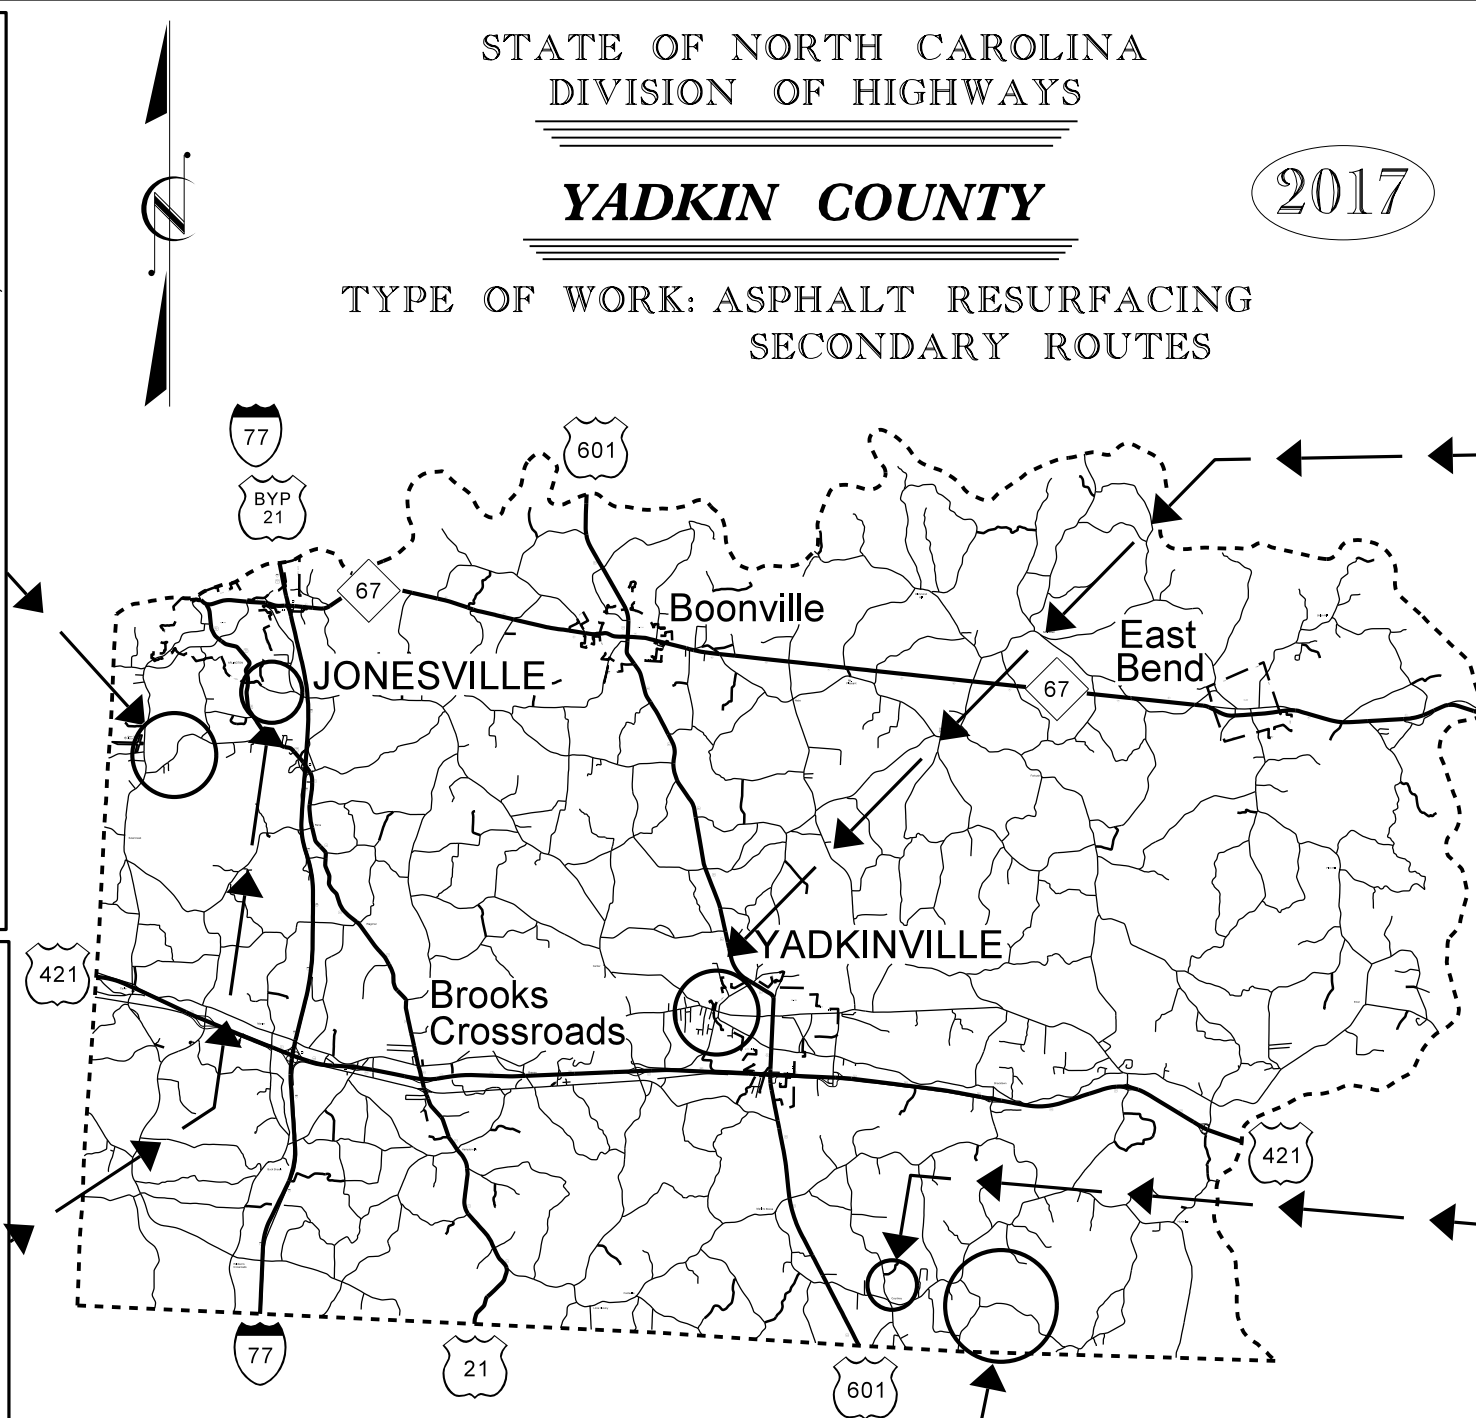 STATE OF NORTH CAROLINA
DIVISION OF HIGHWAYS
YADKIN COUNTY
2017
TYPE OF WORK: ASPHALT RESURFACING
SECONDARY ROUTES
N
77
601
BYP
21
67
Boonville
East
Bend
JONESVILLE
67
YADKINVILLE
421
Brooks
Crossroads
421
77
21
601